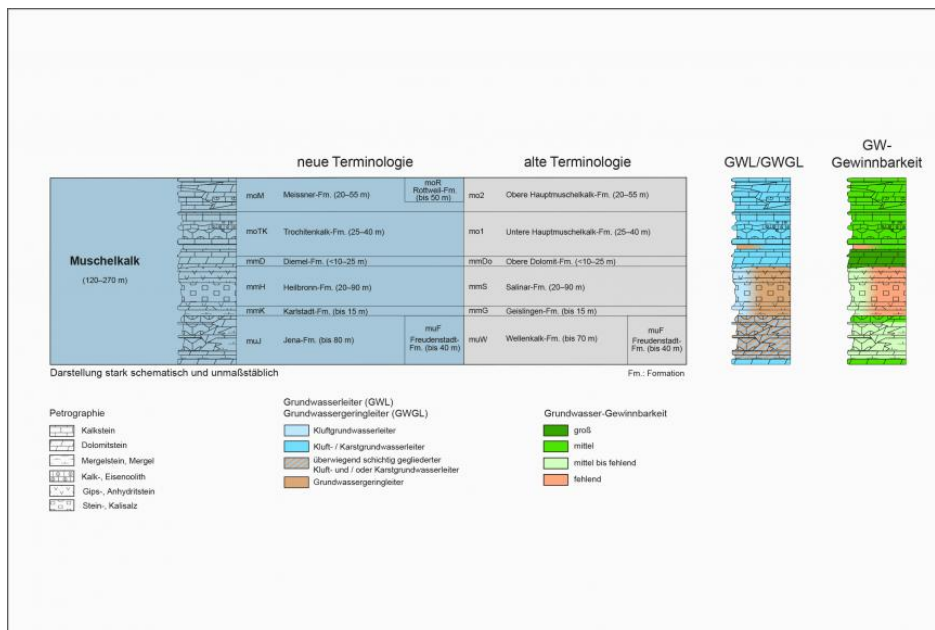 neue Terminologie
alte Terminologie
GWL/GWGL
GW-
Gewinnbarkeit
Muschelkalk
(120–270 m)
moM
Meissner-Fm. (20–55 m)
moR
Rottweil-Fm.
(bis 50 m)
mo2
Obere Hauptmuschelkalk-Fm. (20–55 m)
moTK
Trochitenkalk-Fm. (25–40 m)
mo1
Untere Hauptmuschelkalk-Fm. (25–40 m)
mmD
Diemel-Fm. (<10–25 m)
mmDo
Obere Dolomit-Fm. (<10–25 m)
mmH
Heilbronn-Fm. (20–90 m)
mmS
Salinar-Fm. (20–90 m)
mmK
Karlstadt-Fm. (bis 15 m)
mmG
Geislingen-Fm. (bis 15 m)
muJ
Jena-Fm. (bis 80 m)
muF
Freudenstadt-
Fm. (bis 40 m)
muW
Wellenkalk-Fm. (bis 70 m)
muF
Freudenstadt-
Fm. (bis 40 m)
Darstellung stark schematisch und unmaßstäblich
Fm.: Formation
Petrographie
Kalkstein
Dolomitstein
Mergelstein, Mergel
Kalk-, Eisenoolith
Gips-, Anhydritstein
Stein-, Kalisalz
Grundwasserleiter (GWL)
Grundwassergeringleiter (GWGL)
Kluftgrundwasserleiter
Kluft- / Karstgrundwasserleiter
überwiegend schichtig gegliederter
Kluft- und / oder Karstgrundwasserleiter
Grundwassergeringleiter
Grundwasser-Gewinnbarkeit
groß
mittel
mittel bis fehlend
fehlend